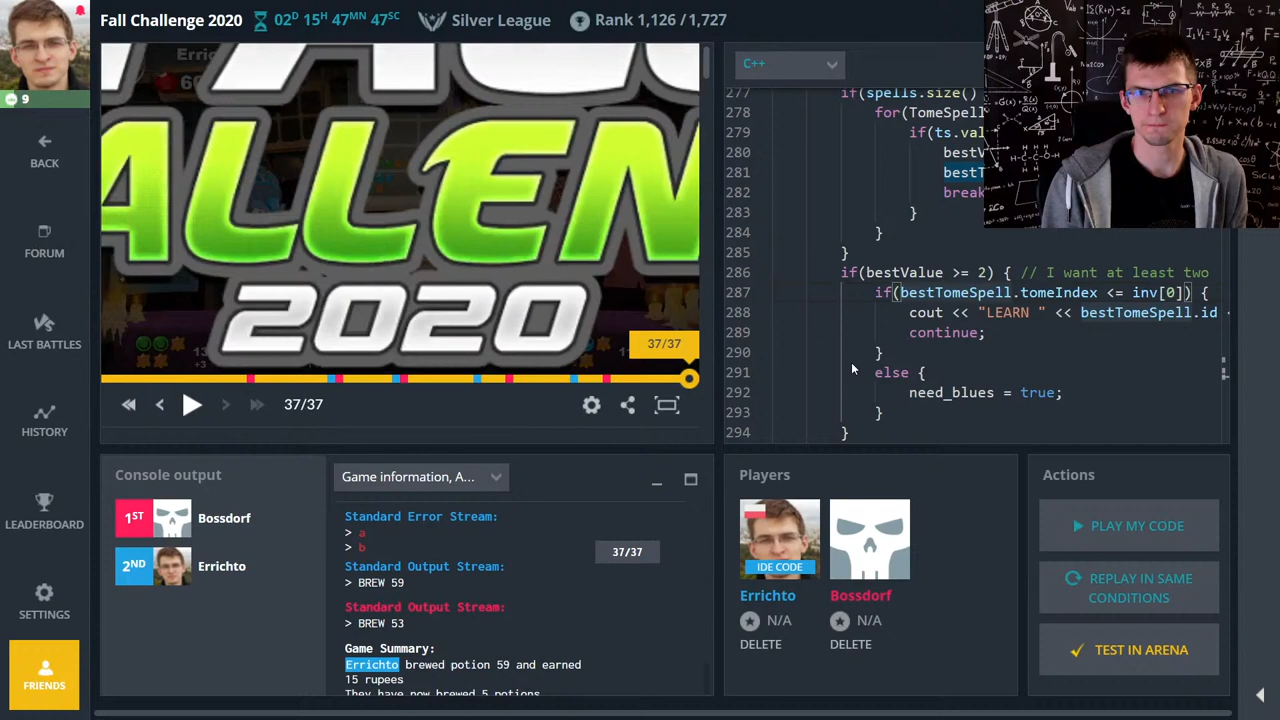 Fall Challenge 2020
02D 15H 47MN 47SC
Silver League
Rank 1,126 / 1,727
9
BACK
FORUM
LAST BATTLES
HISTORY
LEADERBOARD
SETTINGS
FRIENDS
ALLEN
2020
37/37
37/37
C++
277 if(spells.size()
278 for(TomeSpell
279 if(ts.val
280 bestV
281 bestT
282 break
283 }
284 }
285 }
286 if(bestValue >= 2) { // I want at least two
287 if(bestTomeSpell.tomeIndex <= inv[0]) {
288 cout << "LEARN " << bestTomeSpell.id <
289 continue;
290 }
291 else {
292 need_blues = true;
293 }
294 }
Console output
1ST Bossdorf
2ND Errichto
Game information, A...
Standard Error Stream:
> a
> b
37/37
Standard Output Stream:
> BREW 59
Standard Output Stream:
> BREW 53
Game Summary:
Errichto brewed potion 59 and earned
15 rupees
They have now brewed 5 potions
Players
IDE CODE
Errichto
N/A
DELETE
Bossdorf
N/A
DELETE
Actions
PLAY MY CODE
REPLAY IN SAME
CONDITIONS
TEST IN ARENA